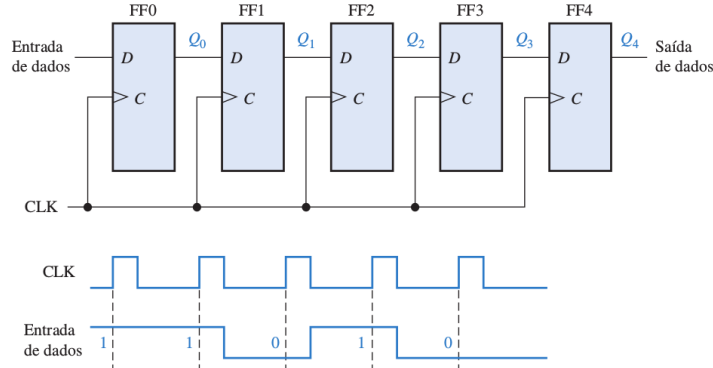 FF0 FF1 FF2 FF3 FF4
Entrada de dados
Q0 Q1 Q2 Q3 Q4
Saída de dados
D D D D D
C C C C C
CLK
CLK
Entrada de dados
1 1 0 1 0